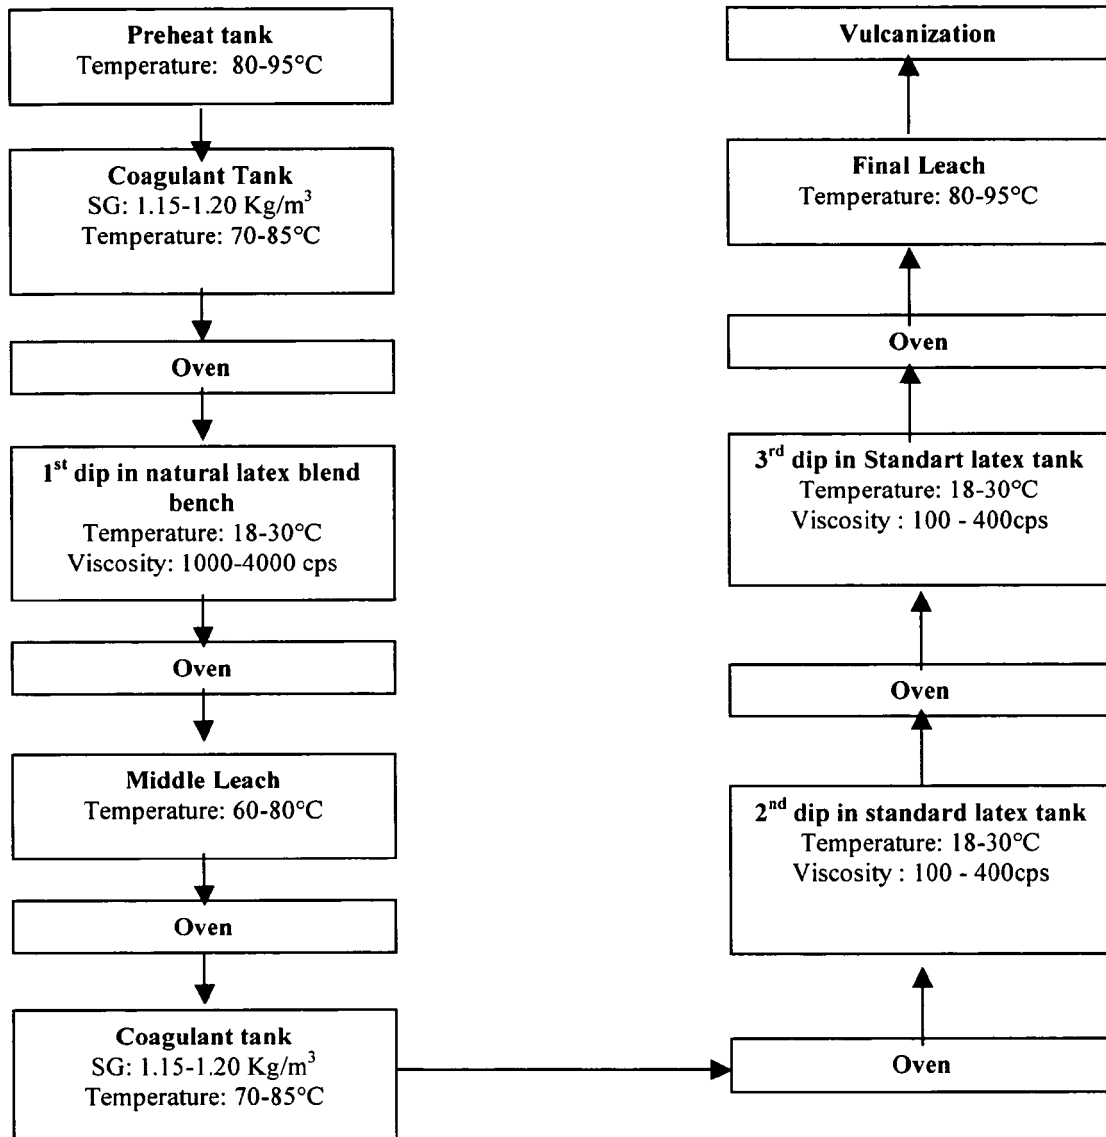 Preheat tank
Temperature: 80-95°C
Coagulant Tank
SG: 1.15-1.20 Kg/m³
Temperature: 70-85°C
Oven
1st dip in natural latex blend
bench
Temperature: 18-30°C
Viscosity: 1000-4000 cps
Oven
Middle Leach
Temperature: 60-80°C
Oven
Coagulant tank
SG: 1.15-1.20 Kg/m³
Temperature: 70-85°C
Oven
2nd dip in standard latex tank
Temperature: 18-30°C
Viscosity : 100 - 400cps
Oven
3rd dip in Standart latex tank
Temperature: 18-30°C
Viscosity : 100 - 400cps
Oven
Final Leach
Temperature: 80-95°C
Vulcanization